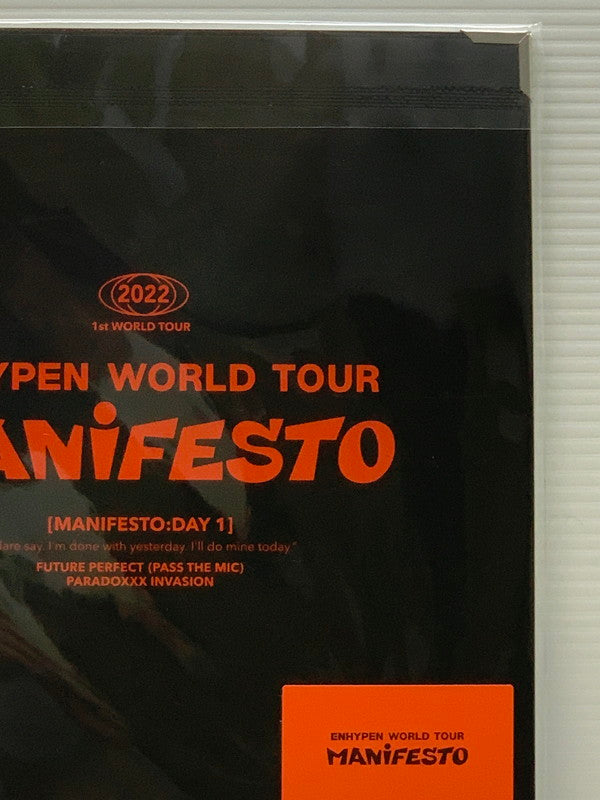 2022
1st WORLD TOUR
YPEN WORLD TOUR
ANiFESTO
[MANIFESTO:DAY 1]
are say. I'm done with yesterday. I'll do mine today."
FUTURE PERFECT (PASS THE MIC)
PARADOXXX INVASION
ENHYPEN WORLD TOUR
MANiFESTO